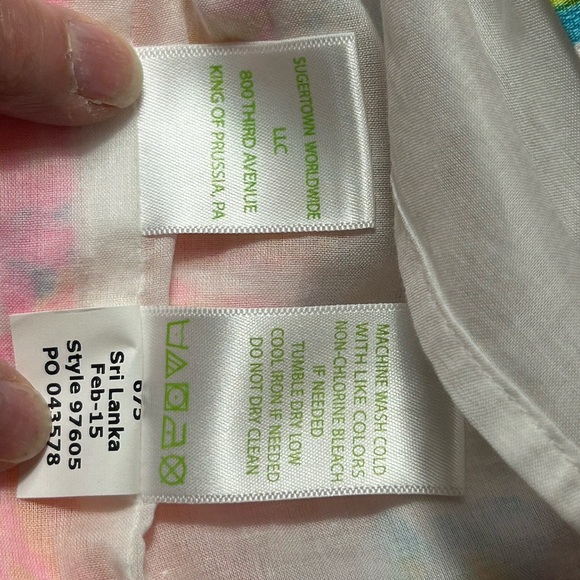 SUGERTOWN WORLDWIDE
LLC
800 THIRD AVENUE
KING OF PRUSSIA, PA
MACHINE WASH COLD
WITH LIKE COLORS
NON-CHLORINE BLEACH
IF NEEDED
TUMBLE DRY LOW
COOL IRON IF NEEDED
DO NOT DRY CLEAN
Sri Lanka
Feb-15
Style 97605
PO 043578